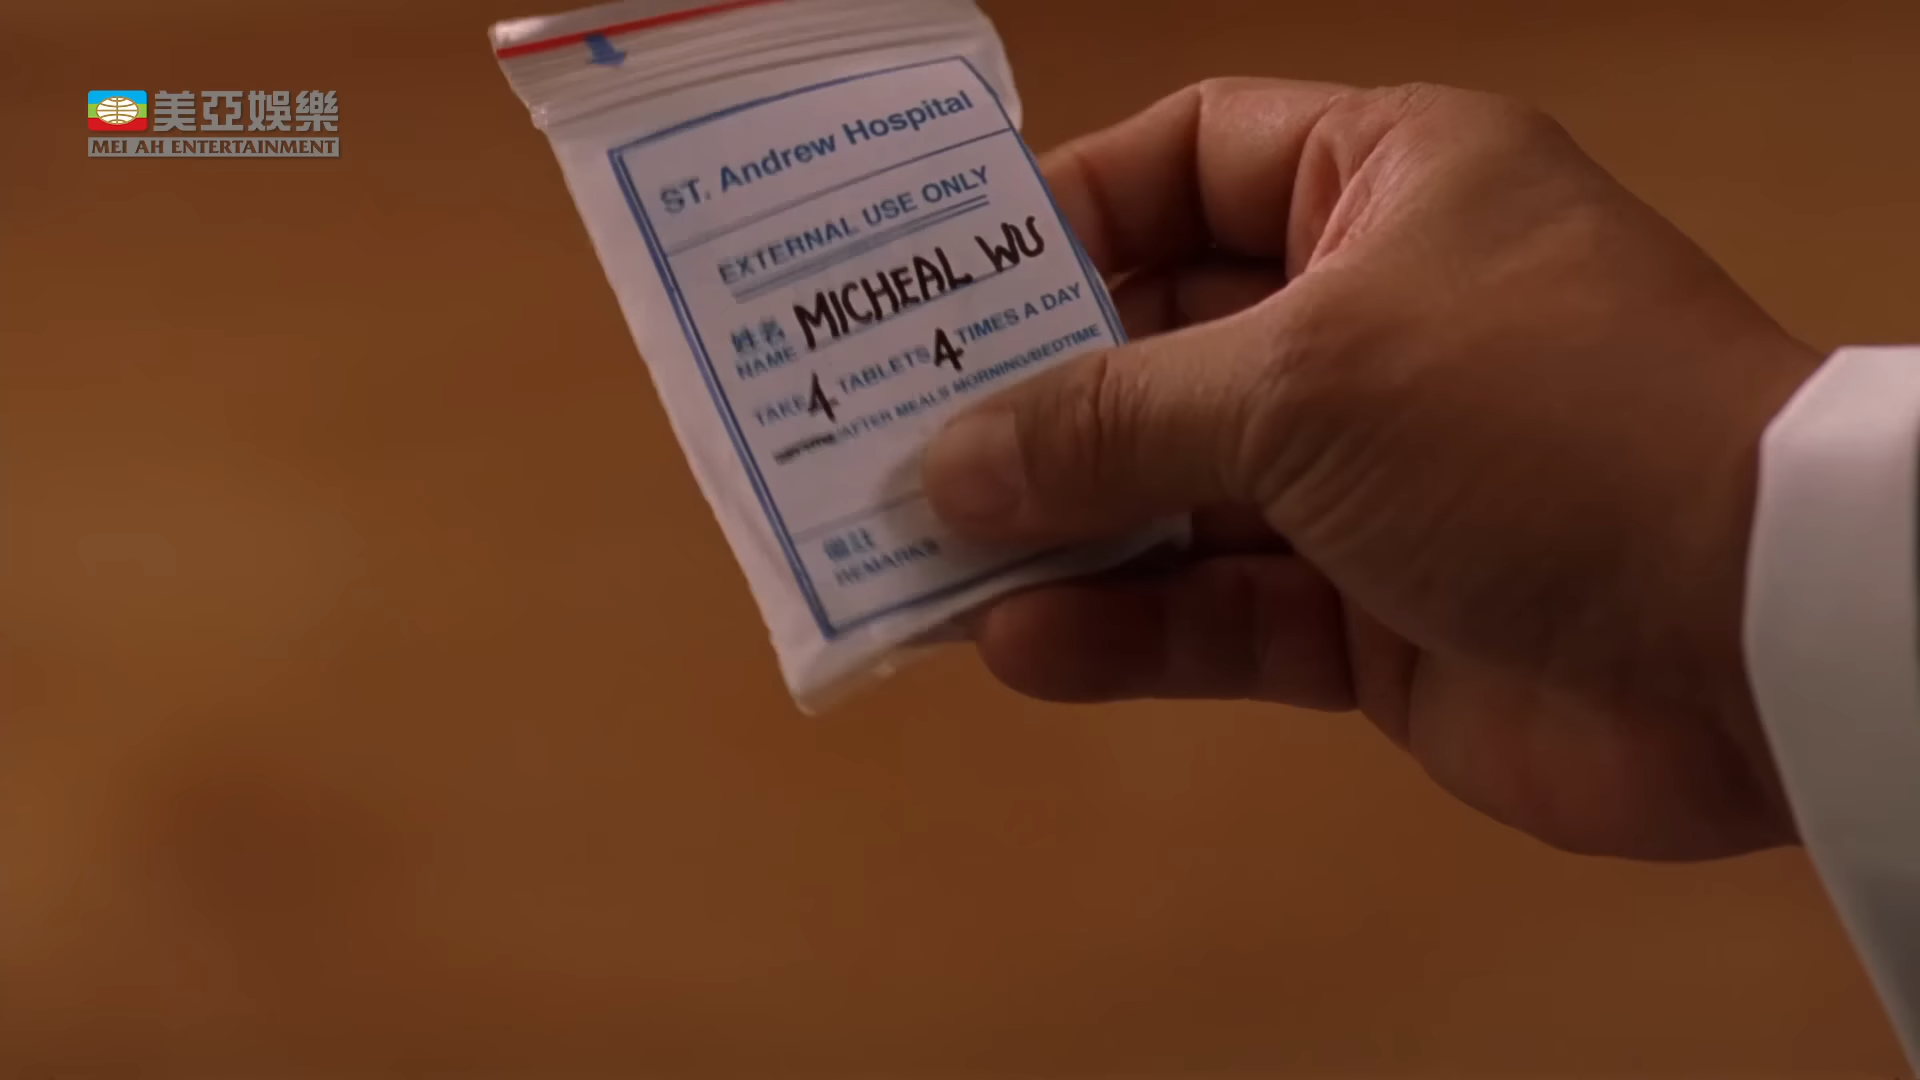 美亞娛樂
MEI AH ENTERTAINMENT
ST. Andrew Hospital
EXTERNAL USE ONLY
姓名
NAME MICHEAL WU
TAKE 4 TABLETS 4 TIMES A DAY
/AFTER MEALS MORNING/BEDTIME
備註
REMARKS